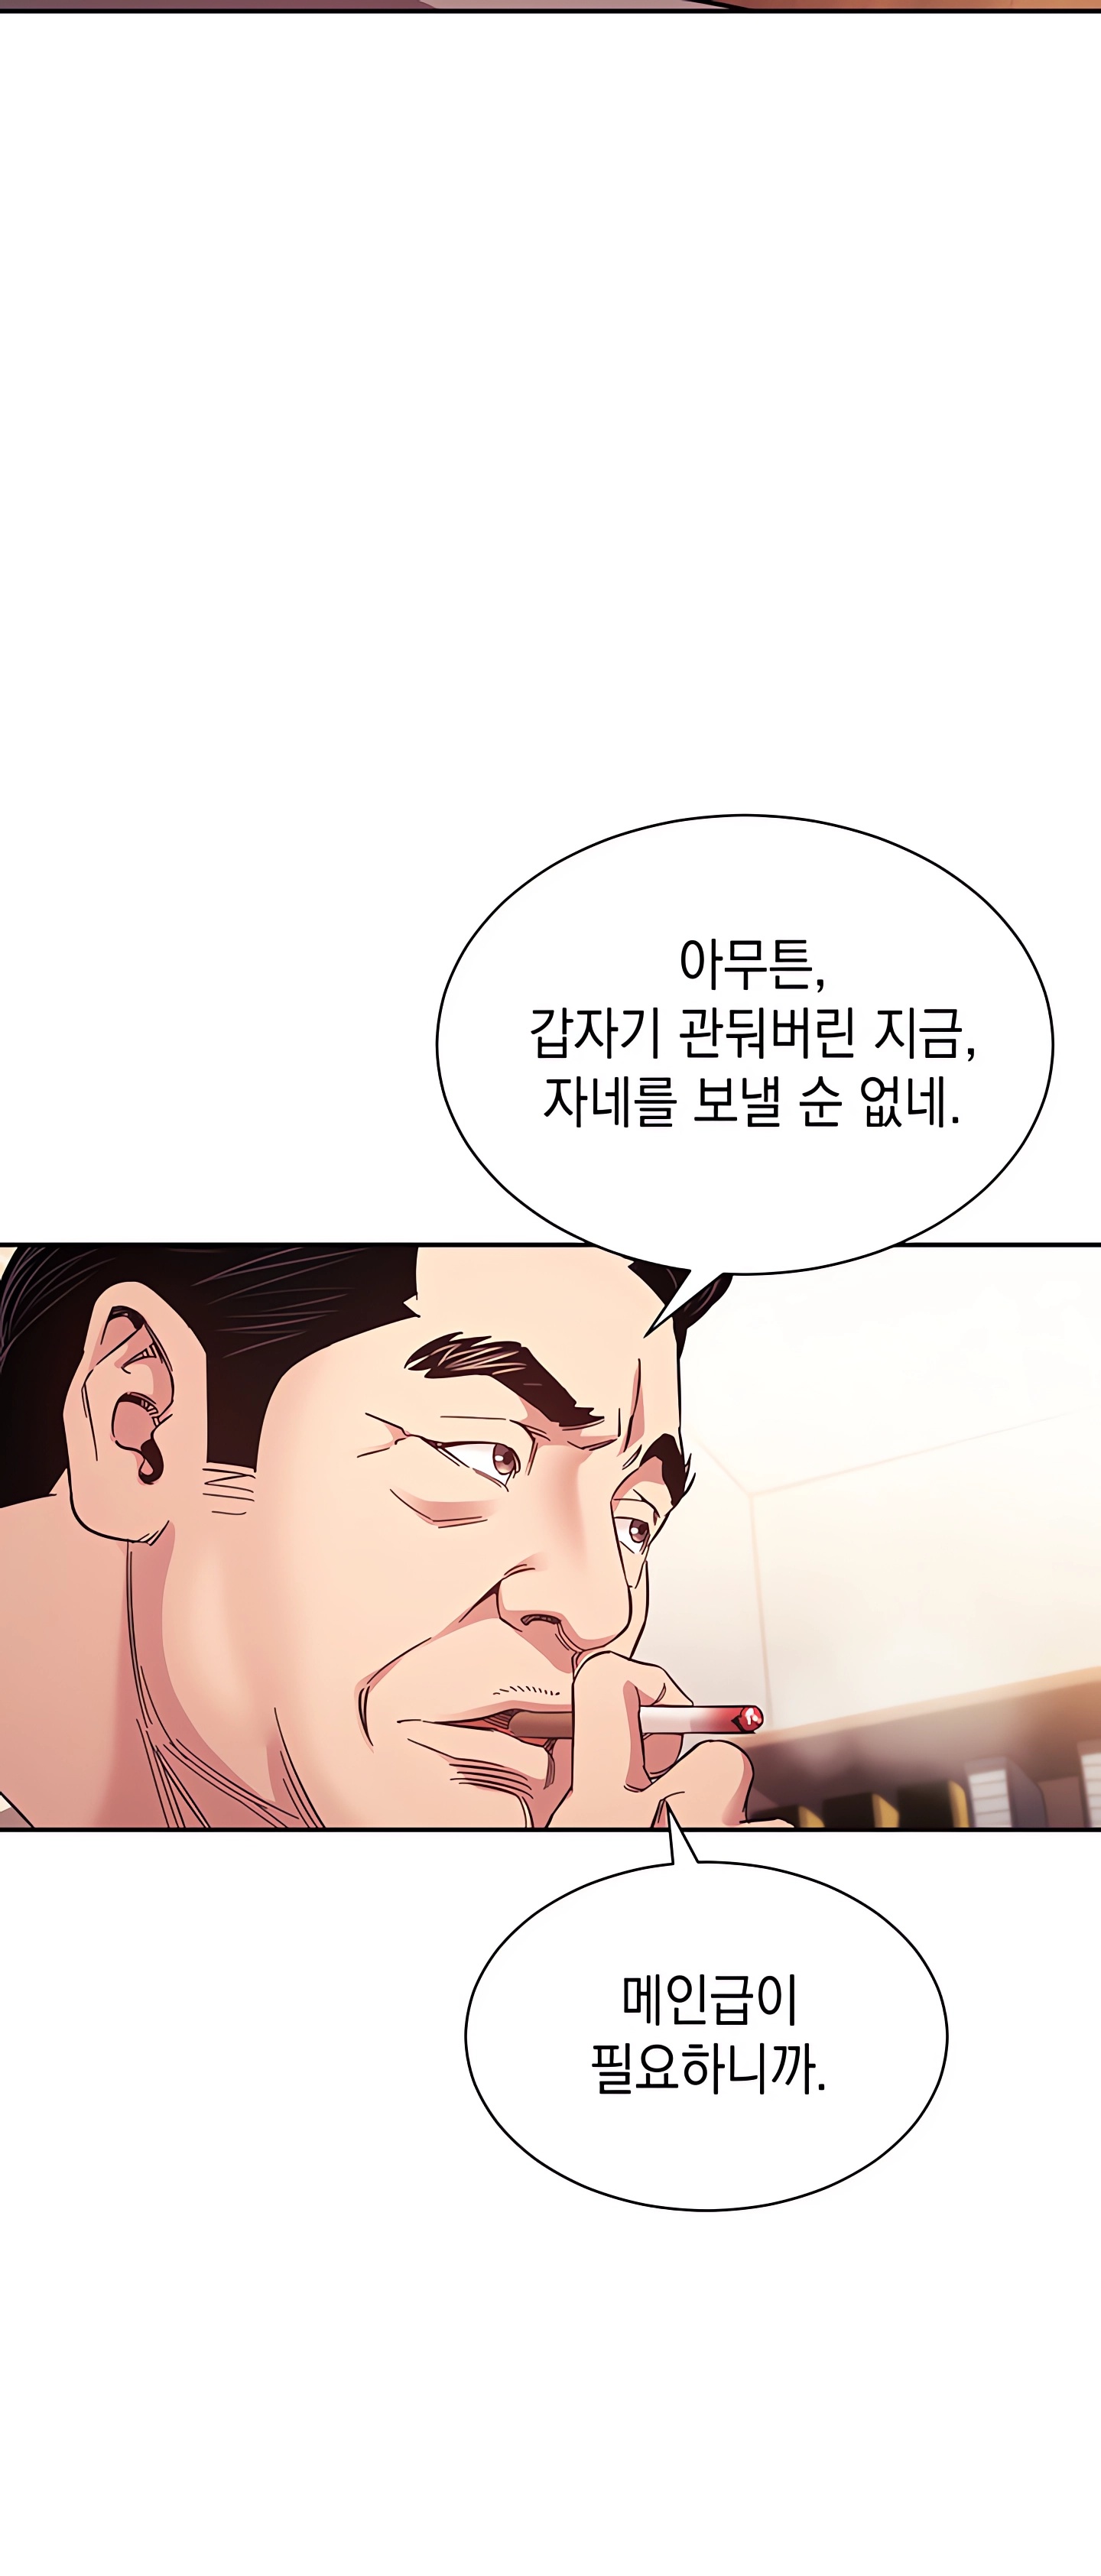 아무튼,
갑자기 관둬버린 지금,
자네를 보낼 순 없네.
메인급이
필요하니까.